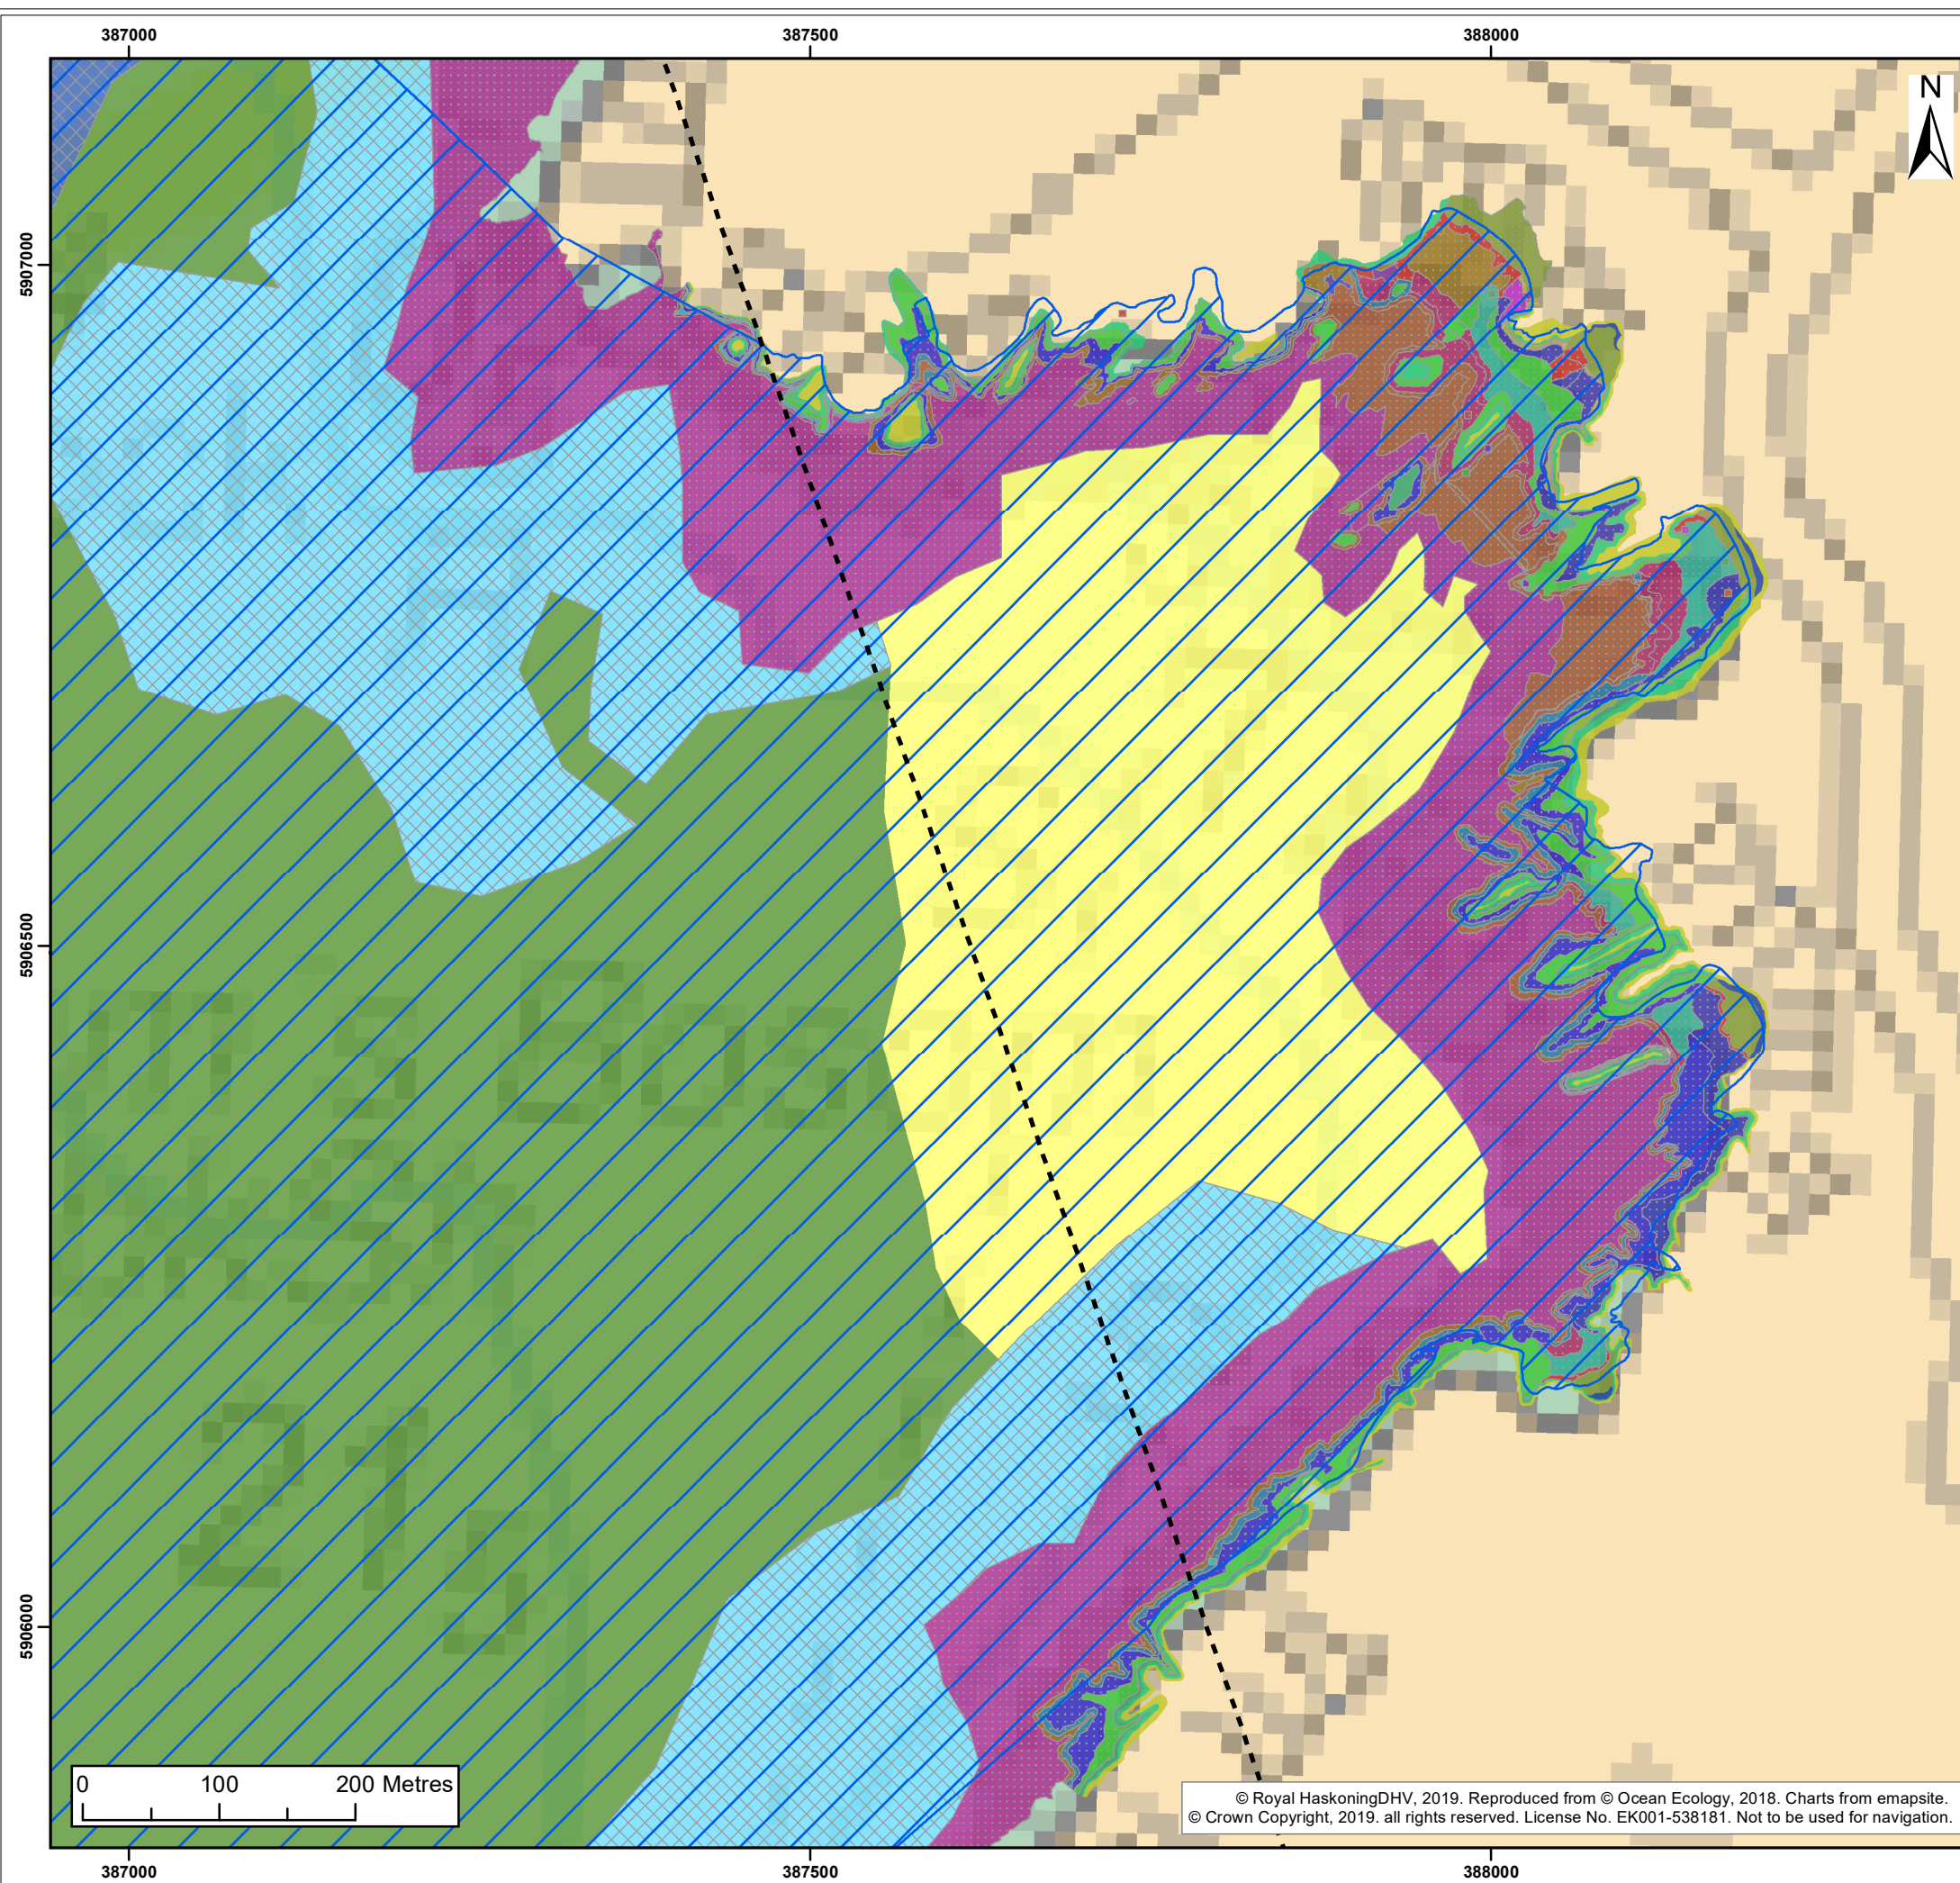 387000 387500 388000
N
5907000
5906500
5906000
0 100 200 Metres
© Royal HaskoningDHV, 2019. Reproduced from © Ocean Ecology, 2018. Charts from emapsite.
© Crown Copyright, 2019. all rights reserved. License No. EK001-538181. Not to be used for navigation.
387000 387500 388000